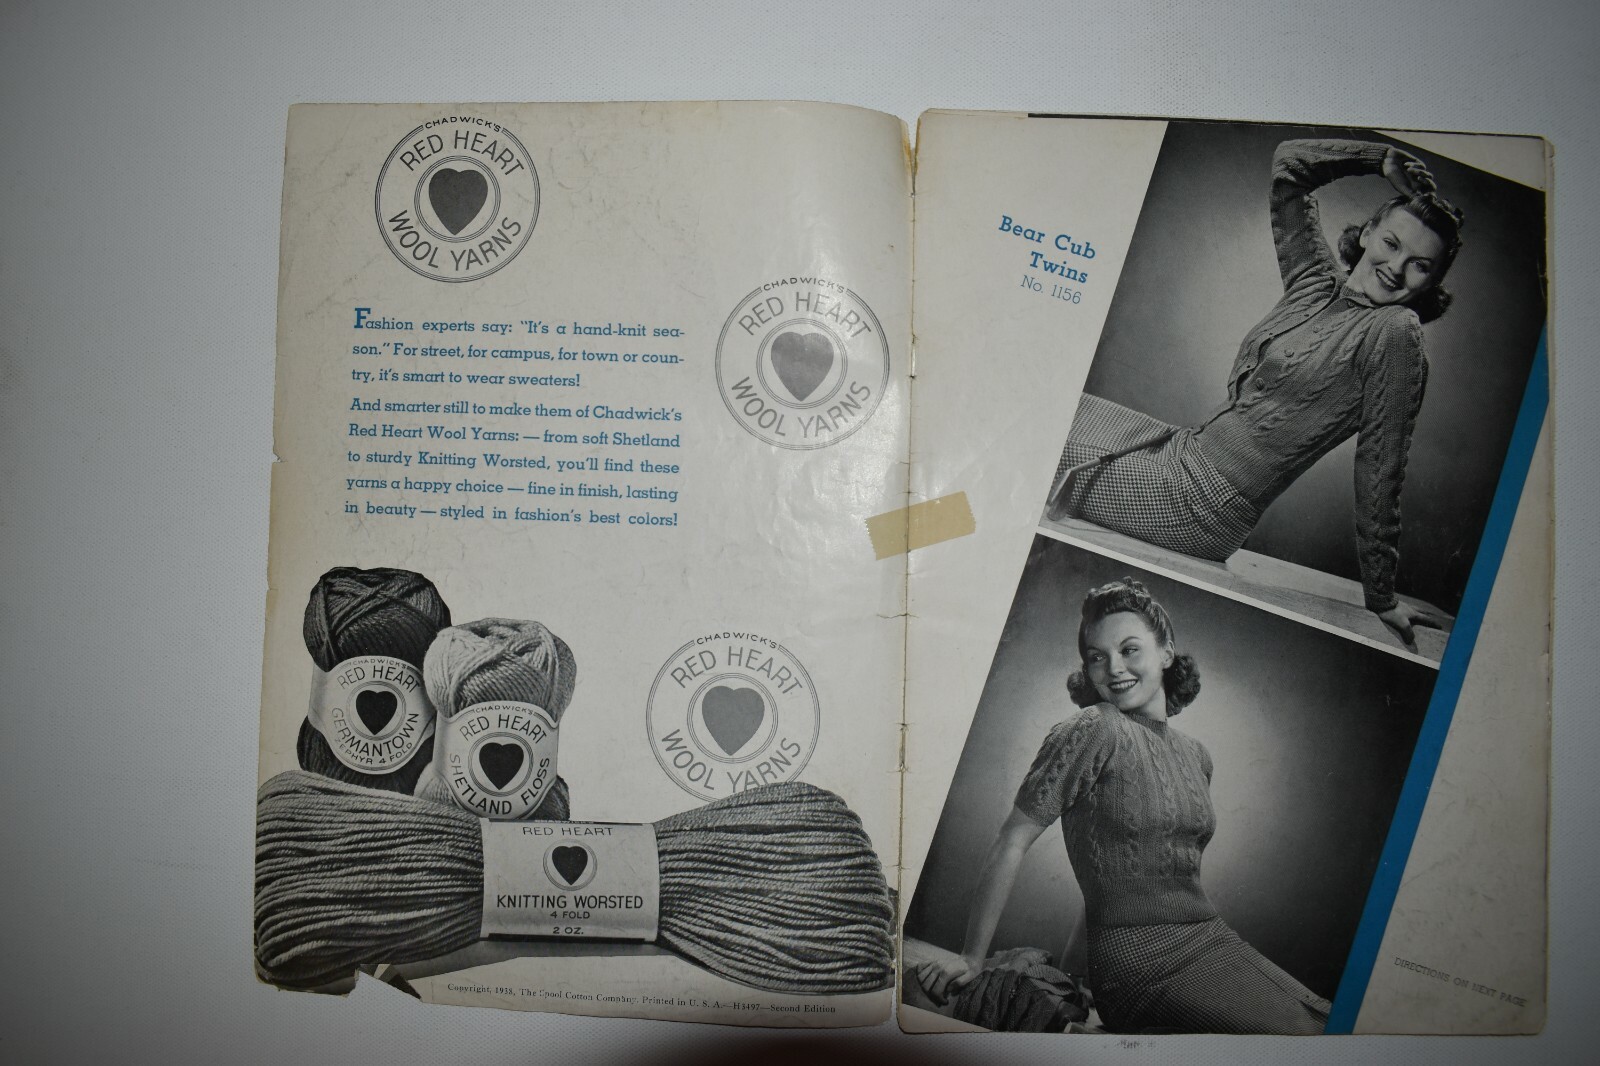 CHADWICK'S
RED HEART
WOOL YARNS
CHADWICK'S
RED HEART
WOOL YARNS
Fashion experts say: "It's a hand-knit sea-
son." For street, for campus, for town or coun-
try, it's smart to wear sweaters!
And smarter still to make them of Chadwick's
Red Heart Wool Yarns: — from soft Shetland
to sturdy Knitting Worsted, you'll find these
yarns a happy choice — fine in finish, lasting
in beauty — styled in fashion's best colors!
CHADWICK'S
RED HEART
WOOL YARNS
CHADWICK'S
RED HEART
GERMANTOWN
ZEPHYR 4 FOLD
CHADWICK'S
RED HEART
SHETLAND FLOSS
RED HEART
KNITTING WORSTED
4 FOLD
2 OZ.
Copyright, 1938, The Spool Cotton Company. Printed in U. S. A.—H3497—Second Edition
Bear Cub
Twins
No. 1156
DIRECTIONS ON NEXT PAGE